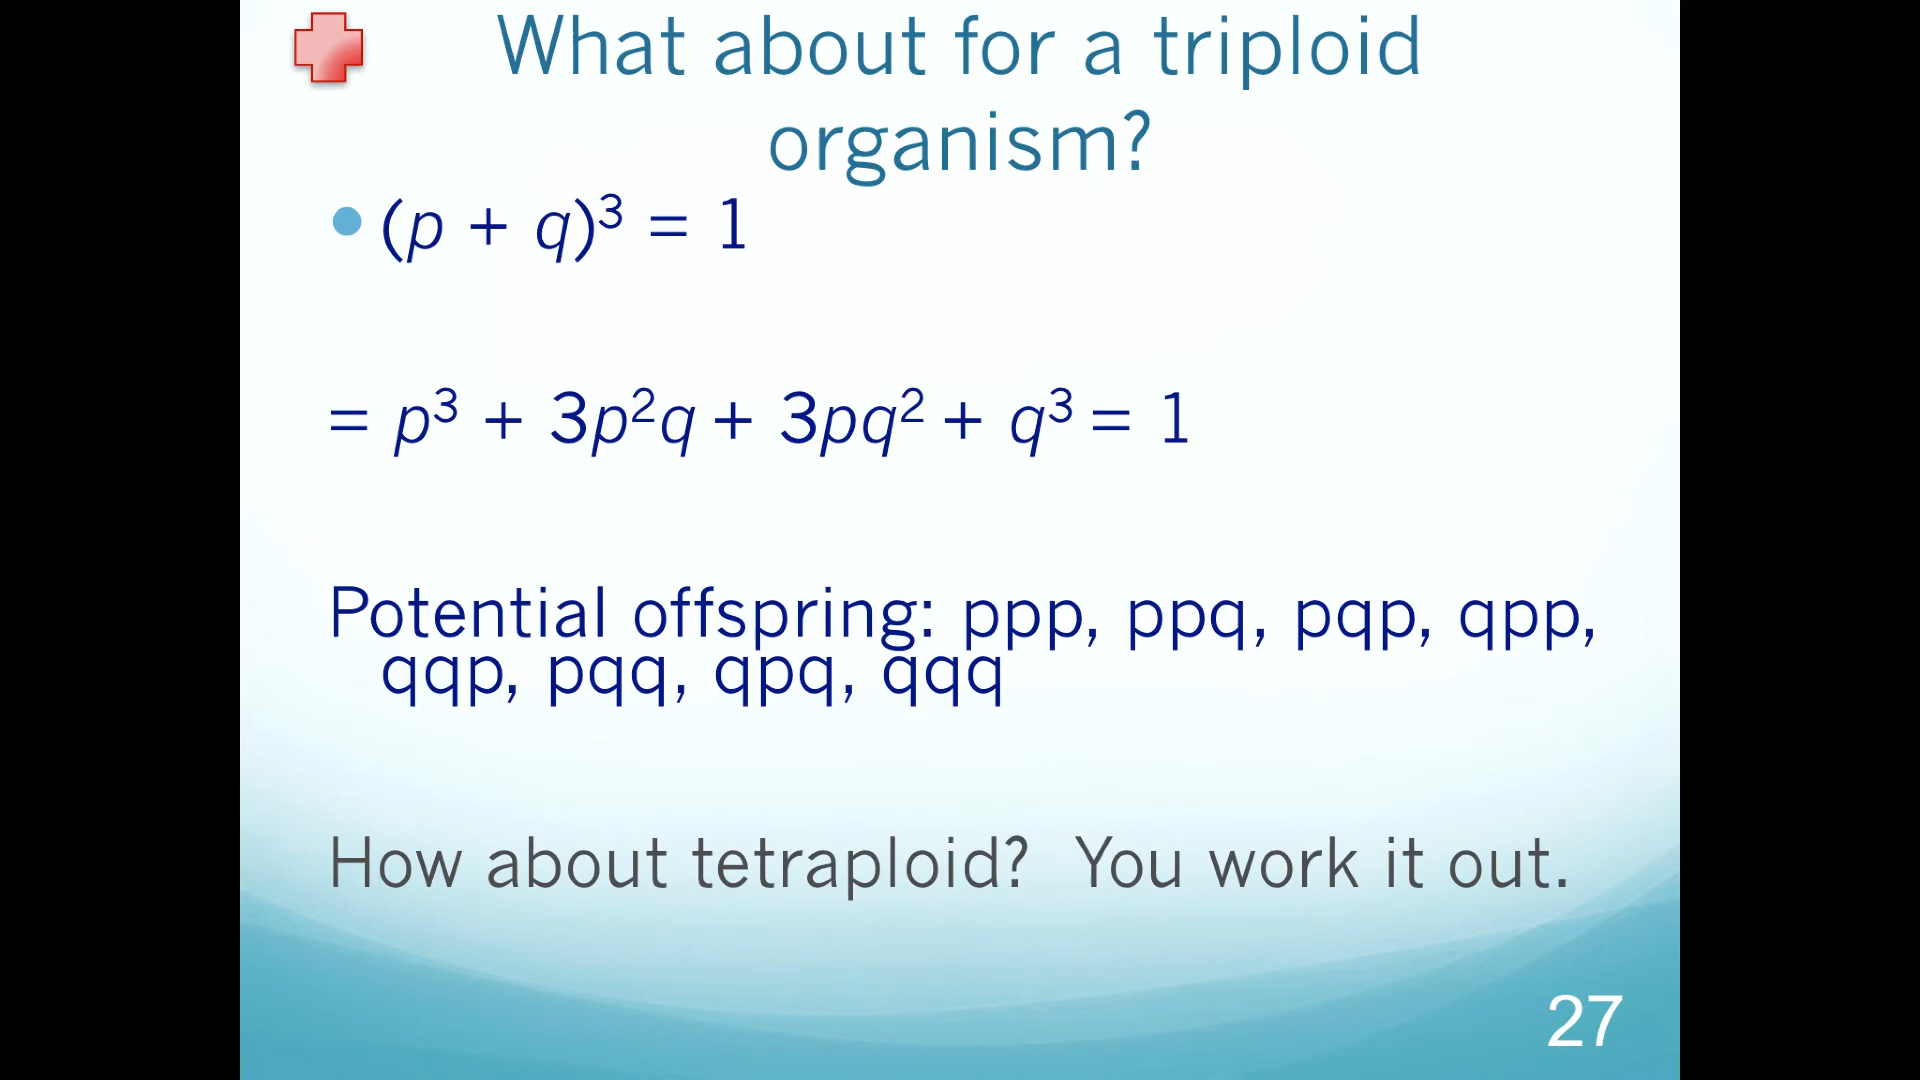 What about for a triploid
organism?
• (p + q)³ = 1
= p³ + 3p²q + 3pq² + q³ = 1
Potential offspring: ppp, ppq, pqp, qpp,
qqp, pqq, qpq, qqq
How about tetraploid? You work it out.
27